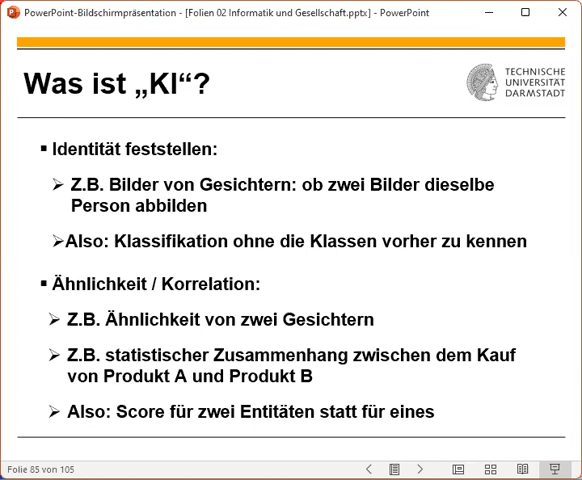 PowerPoint-Bildschirmpräsentation - [Folien 02 Informatik und Gesellschaft.pptx] - PowerPoint
Was ist „KI“?
TECHNISCHE
UNIVERSITÄT
DARMSTADT
Identität feststellen:
Z.B. Bilder von Gesichtern: ob zwei Bilder dieselbe
Person abbilden
Also: Klassifikation ohne die Klassen vorher zu kennen
Ähnlichkeit / Korrelation:
Z.B. Ähnlichkeit von zwei Gesichtern
Z.B. statistischer Zusammenhang zwischen dem Kauf
von Produkt A und Produkt B
Also: Score für zwei Entitäten statt für eines
Folie 85 von 105